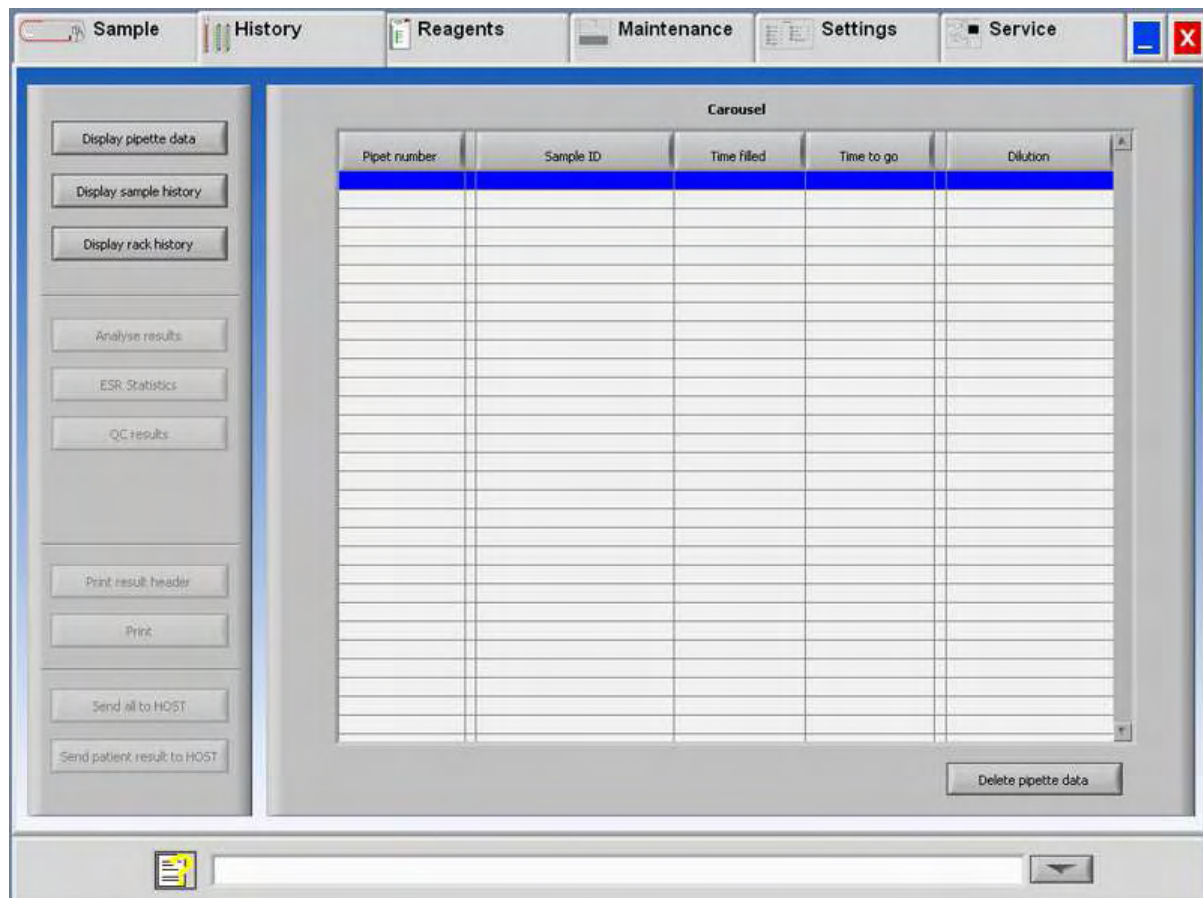 Sample History Reagents Maintenance Settings Service
Display pipette data
Display sample history
Display rack history
Analyse results
ESR Statistics
QC results
Print result header
Print
Send all to HOST
Send patient result to HOST
Carousel
Pipet number Sample ID Time filled Time to go Dilution
Delete pipette data